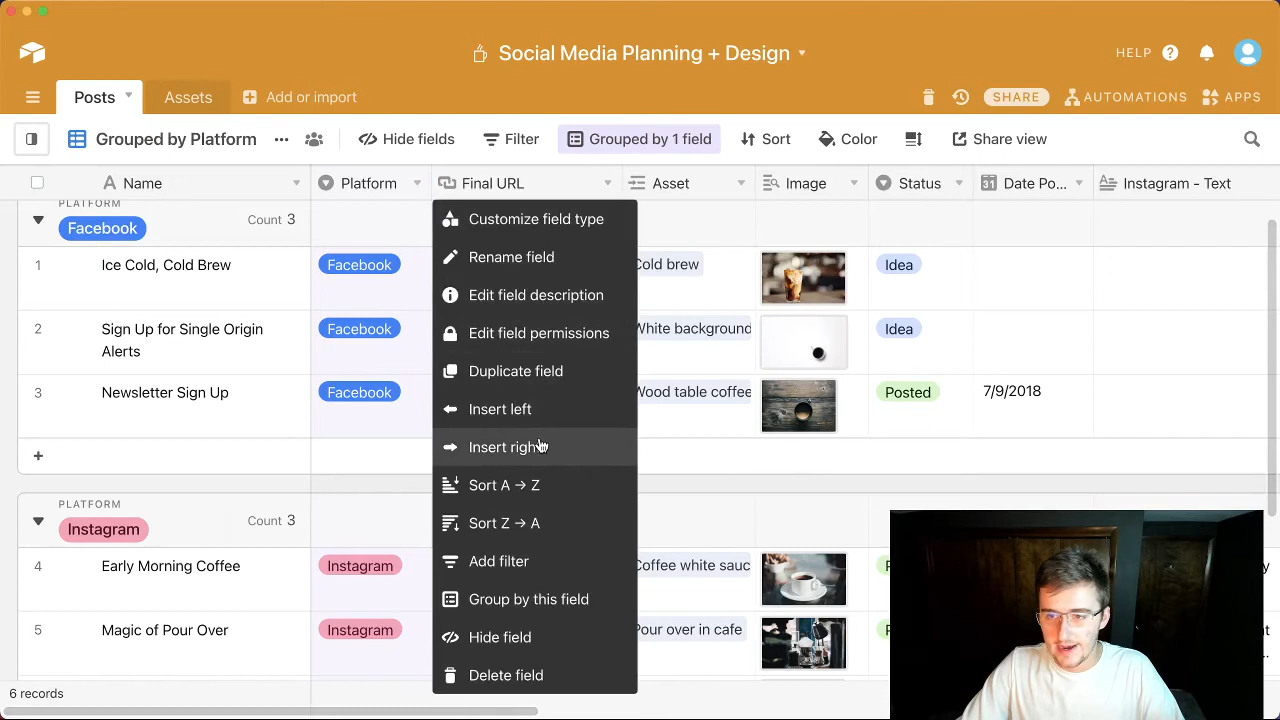 Social Media Planning + Design
HELP
Posts
Assets
Add or import
SHARE
AUTOMATIONS
APPS
Grouped by Platform
Hide fields
Filter
Grouped by 1 field
Sort
Color
Share view
Name
Platform
Final URL
Asset
Image
Status
31
Date Po...
Instagram - Text
PLATFORM
Facebook
Count 3
1
Ice Cold, Cold Brew
Facebook
Cold brew
Idea
2
Sign Up for Single Origin
Alerts
Facebook
White background
Idea
3
Newsletter Sign Up
Facebook
Wood table coffee
Posted
7/9/2018
+
PLATFORM
Instagram
Count 3
4
Early Morning Coffee
Instagram
Coffee white sauc
5
Magic of Pour Over
Instagram
Pour over in cafe
6 records
Customize field type
Rename field
Edit field description
Edit field permissions
Duplicate field
Insert left
Insert right
Sort A → Z
Sort Z → A
Add filter
Group by this field
Hide field
Delete field